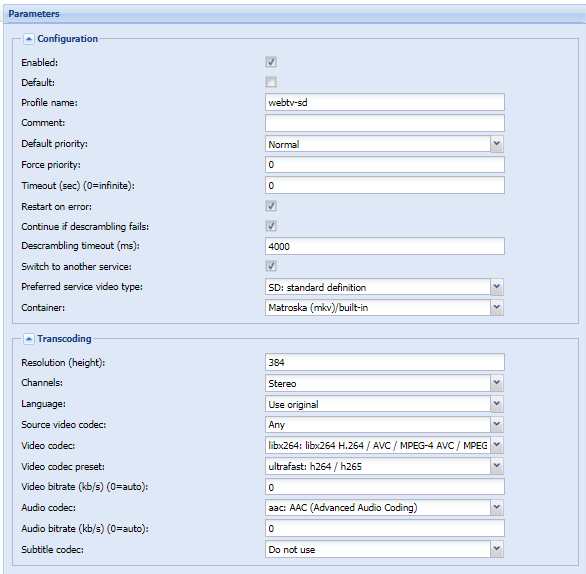 Parameters
Configuration
Enabled:
Default:
Profile name: webtv-sd
Comment:
Default priority: Normal
Force priority: 0
Timeout (sec) (0=infinite): 0
Restart on error:
Continue if descrambling fails:
Descrambling timeout (ms): 4000
Switch to another service:
Preferred service video type: SD: standard definition
Container: Matroska (mkv)/built-in
Transcoding
Resolution (height): 384
Channels: Stereo
Language: Use original
Source video codec: Any
Video codec: libx264: libx264 H.264 / AVC / MPEG-4 AVC / MPEG
Video codec preset: ultrafast: h264 / h265
Video bitrate (kb/s) (0=auto): 0
Audio codec: aac: AAC (Advanced Audio Coding)
Audio bitrate (kb/s) (0=auto): 0
Subtitle codec: Do not use